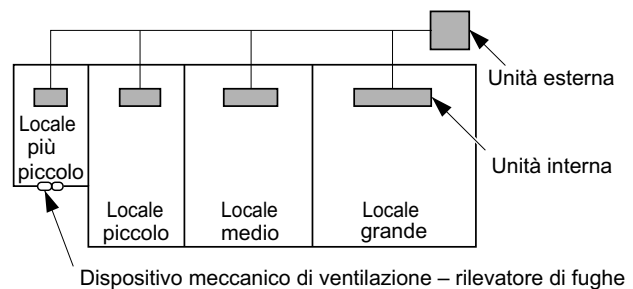 Unità esterna
Locale
più
piccolo
Unità interna
Locale
piccolo
Locale
medio
Locale
grande
Dispositivo meccanico di ventilazione – rilevatore di fughe